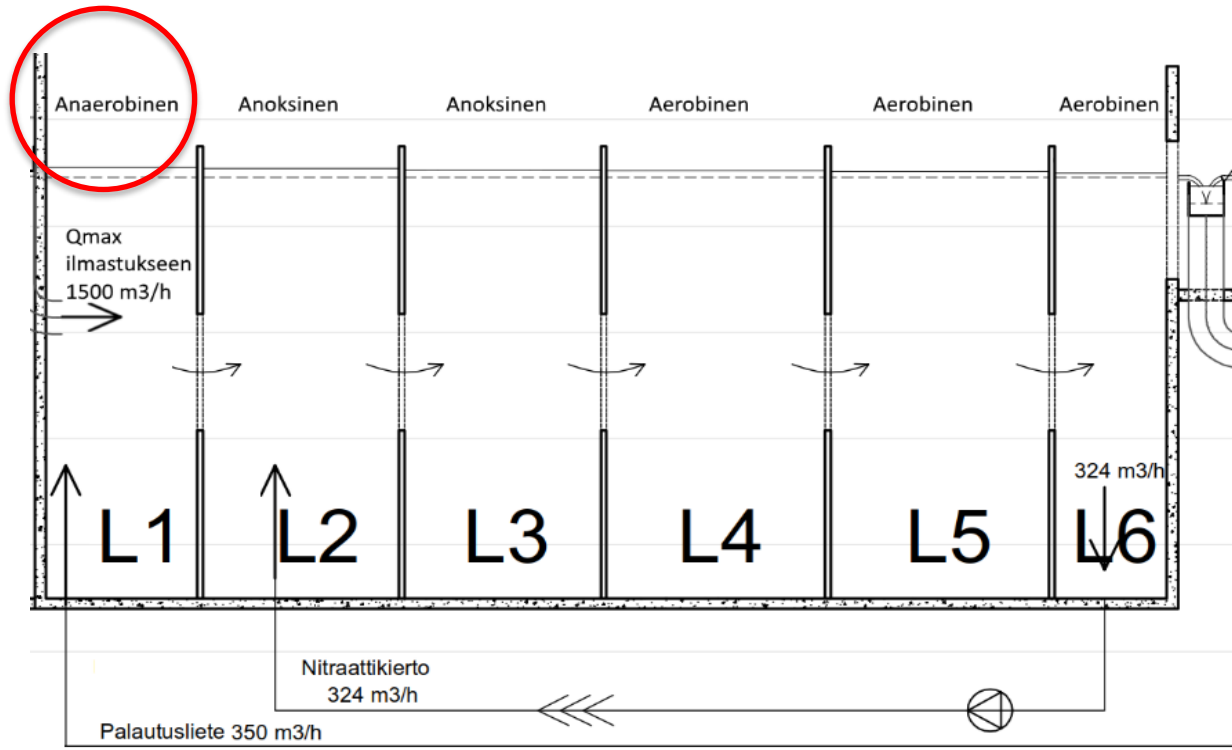 Anaerobinen
Anoksinen
Anoksinen
Aerobinen
Aerobinen
Aerobinen
Qmax
ilmastukseen
1500 m3/h
324 m3/h
L1
L2
L3
L4
L5
L6
Nitraattikierto
324 m3/h
Palautusliete 350 m3/h